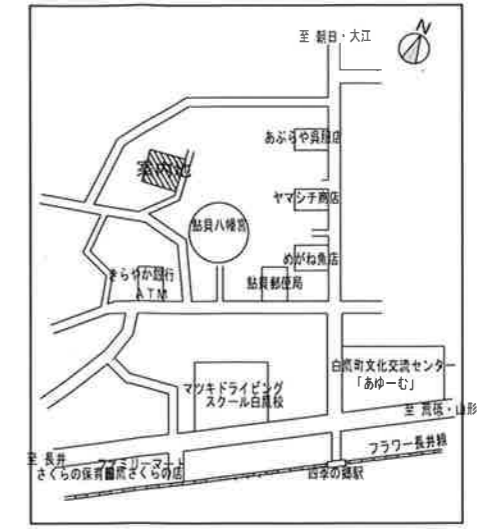 N
至 朝日・大江
あぶらや呉服店
案内地
ヤマシチ商店
鮎貝八幡宮
めがね魚店
きらやか銀行
ATM
鮎貝郵便局
白鷹町文化交流センター
「あゆーむ」
マツキドライビング
スクール白鷹校
至 荒砥・山形
フラワー長井線
至 長井
ファミリーマート
さくらの保育園
白鷹さくらの店
四季の郷駅